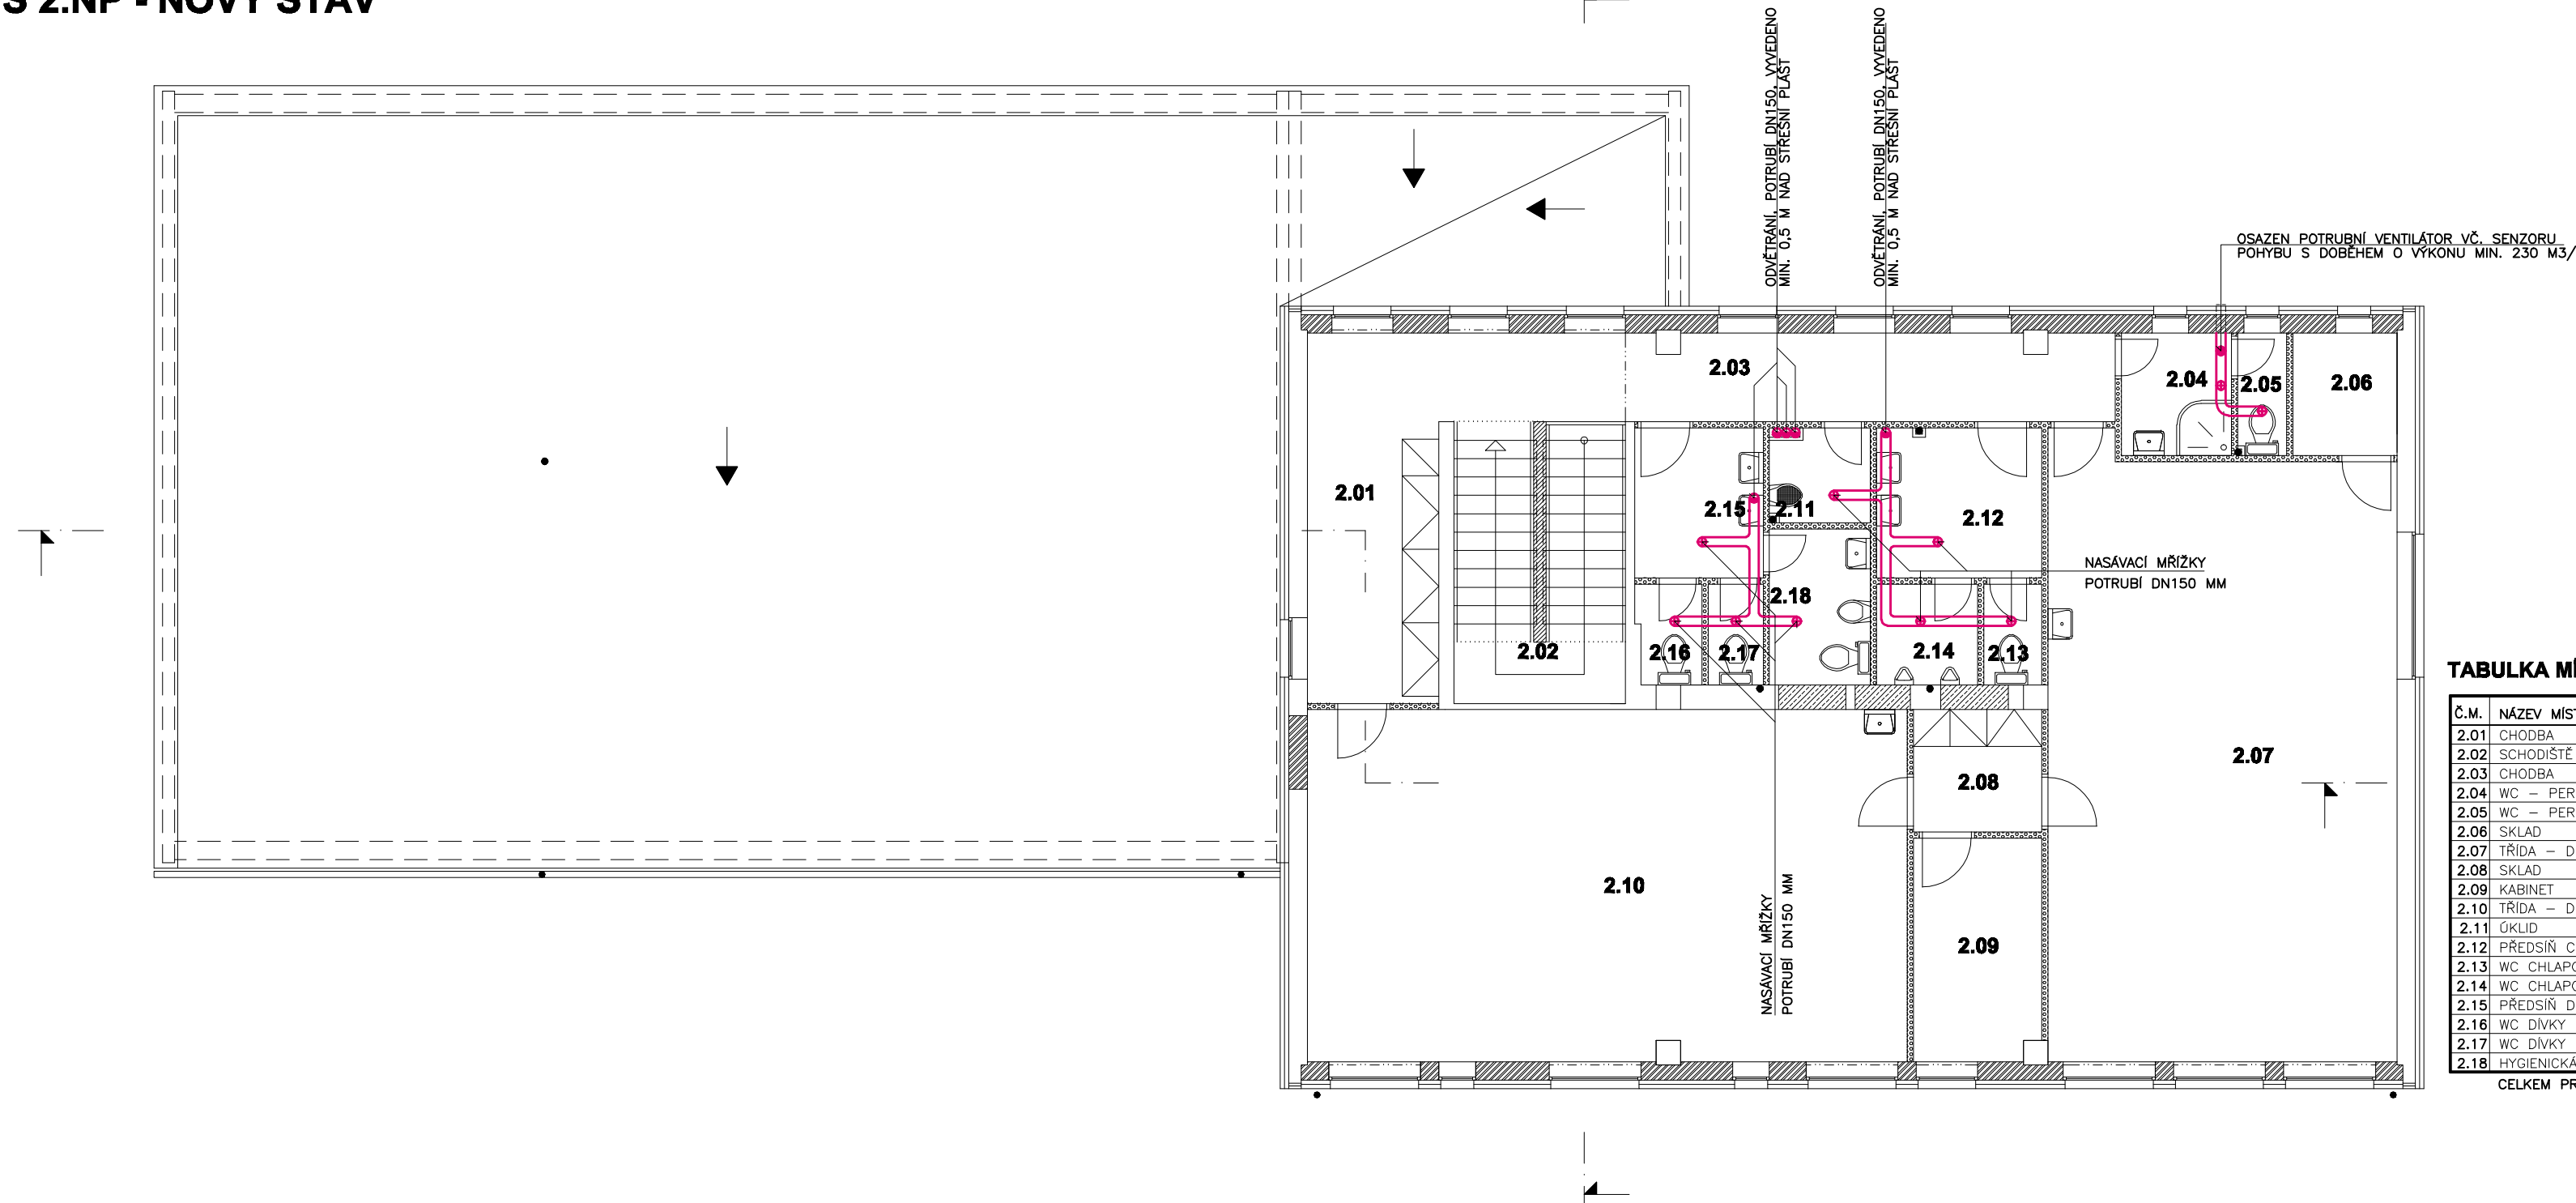 S 2.NP - NOVÝ STAV
ODVĚTRÁNÍ, POTRUBÍ DN150, VYVEDENO
MIN. 0,5 M NAD STŘEŠNÍ PLÁŠŤ
ODVĚTRÁNÍ, POTRUBÍ DN150, VYVEDENO
MIN. 0,5 M NAD STŘEŠNÍ PLÁŠŤ
OSAZEN POTRUBNÍ VENTILÁTOR VČ. SENZORU
POHYBU S DOBĚHEM O VÝKONU MIN. 230 M3/
2.03
2.04
2.05
2.06
2.01
2.15
2.11
2.12
NASÁVACÍ MŘÍŽKY
POTRUBÍ DN150 MM
2.18
2.02
2.16
2.17
2.14
2.13
2.07
2.08
2.10
2.09
NASÁVACÍ MŘÍŽKY
POTRUBÍ DN150 MM
TABULKA MÍ
Č.M. NÁZEV MÍST
2.01 CHODBA
2.02 SCHODIŠTĚ
2.03 CHODBA
2.04 WC – PER
2.05 WC – PER
2.06 SKLAD
2.07 TŘÍDA – D
2.08 SKLAD
2.09 KABINET
2.10 TŘÍDA – D
2.11 ÚKLID
2.12 PŘEDSÍŇ C
2.13 WC CHLAPC
2.14 WC CHLAPC
2.15 PŘEDSÍŇ D
2.16 WC DÍVKY
2.17 WC DÍVKY
2.18 HYGIENICKÁ
CELKEM PR